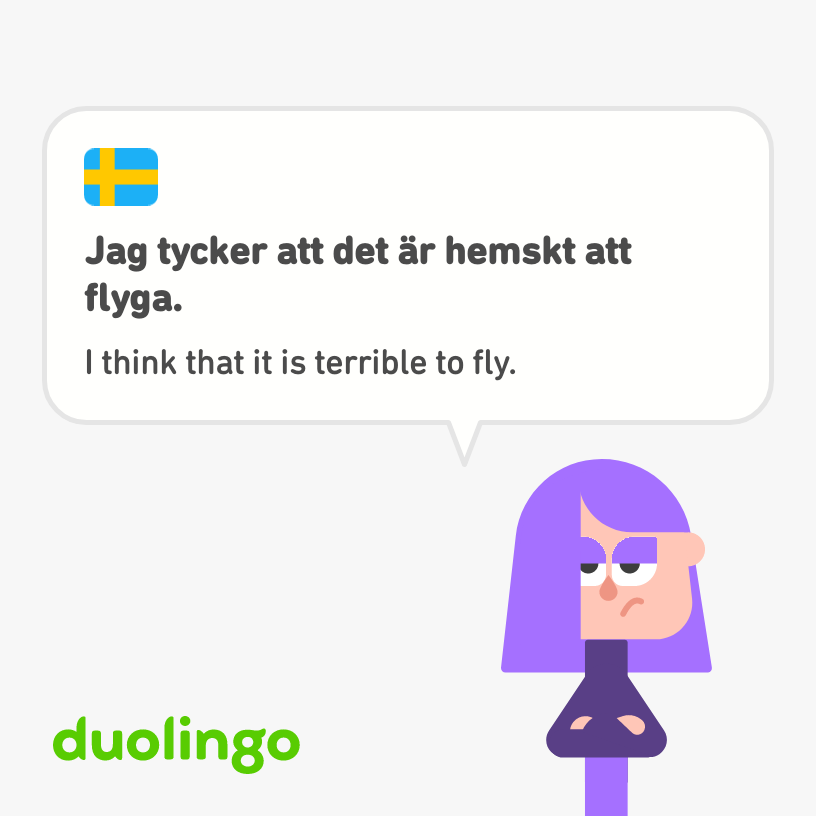 Jag tycker att det är hemskt att
flyga.
I think that it is terrible to fly.
duolingo